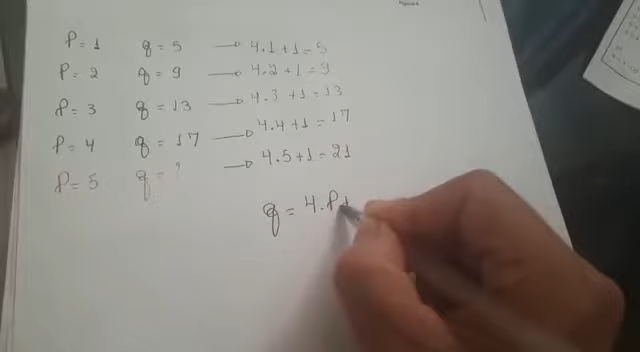 P = 1 q = 5 → 4.1+1=5
P = 2 q = 9 → 4.2+1=9
P = 3 q = 13 → 4.3+1=13
P = 4 q = 17 → 4.4+1=17
P = 5 q = ? → 4.5+1=21
q = 4.P